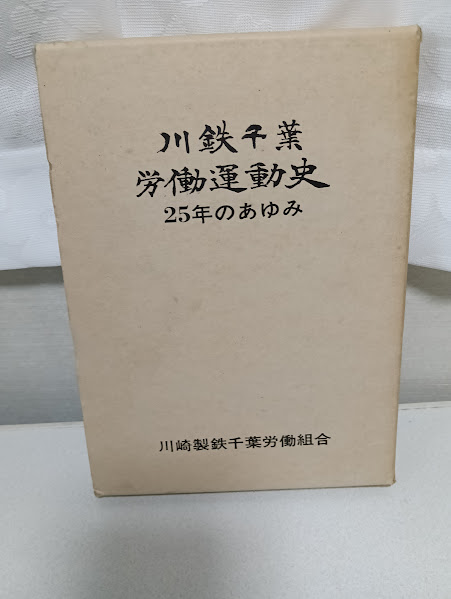 川鉄千葉
労働運動史
25年のあゆみ
川崎製鉄千葉労働組合